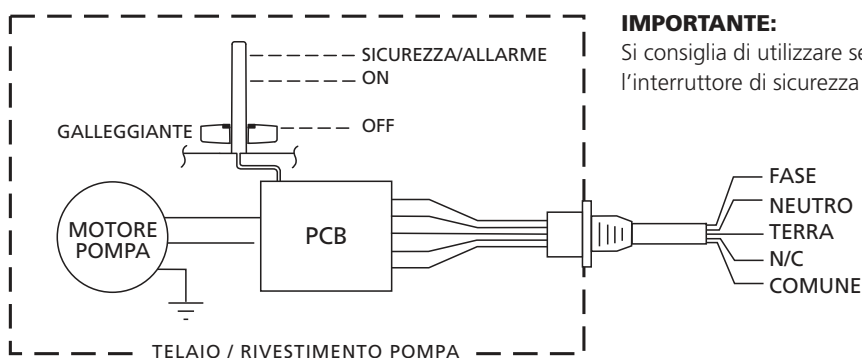 IMPORTANTE:
Si consiglia di utilizzare
l'interruttore di sicurezza
SICUREZZA/ALLARME
ON
GALLEGGIANTE
OFF
MOTORE
POMPA
PCB
FASE
NEUTRO
TERRA
N/C
COMUNE
TELAIO / RIVESTIMENTO POMPA